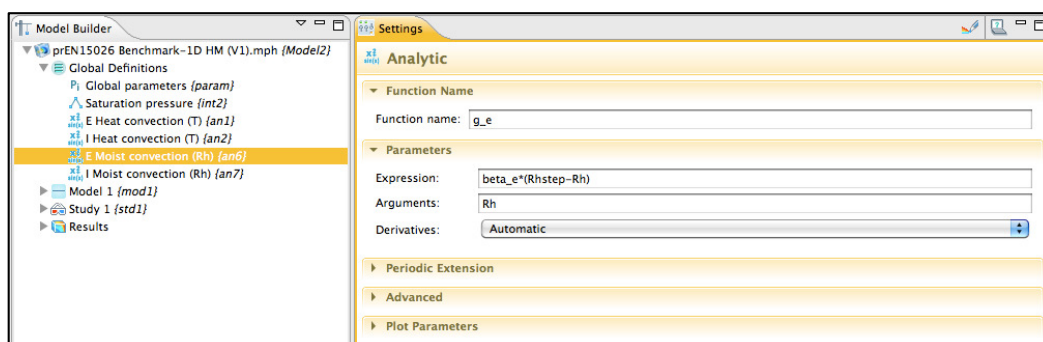 Model Builder
prEN15026 Benchmark-1D HM (V1).mph {Model2}
Global Definitions
Pi Global parameters {param}
Saturation pressure {int2}
E Heat convection (T) {an1}
I Heat convection (T) {an2}
E Moist convection (Rh) {an6}
I Moist convection (Rh) {an7}
Model 1 {mod1}
Study 1 {std1}
Results
Settings
Analytic
Function Name
Function name: g_e
Parameters
Expression: beta_e*(Rhstep-Rh)
Arguments: Rh
Derivatives: Automatic
Periodic Extension
Advanced
Plot Parameters